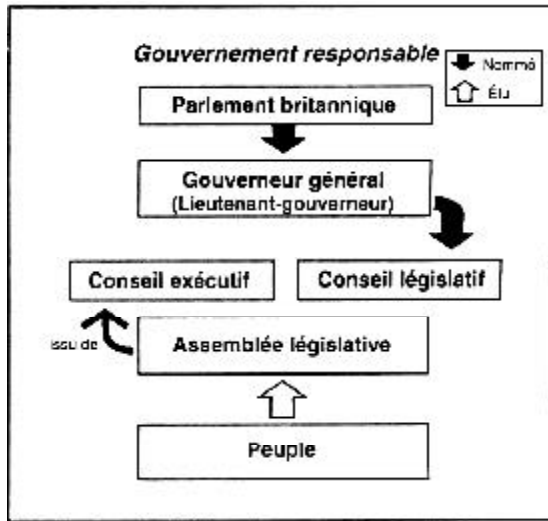 Gouvernement responsable
Nommé
Élu
Parlement britannique
Gouverneur général
(Lieutenant-gouverneur)
Conseil exécutif
Conseil législatif
issu de
Assemblée législative
Peuple